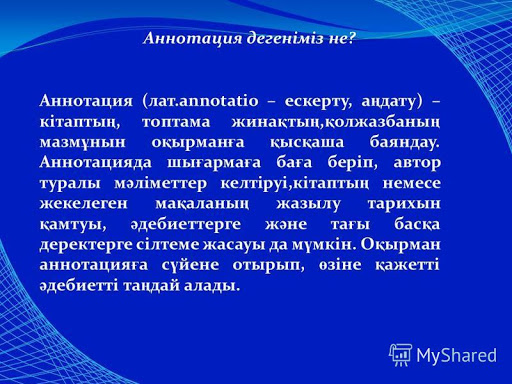 Аннотация дегеніміз не?
Аннотация (лат.annotatio – ескерту, аңдату) –
кітаптың, топтама жинақтың,қолжазбаның
мазмұнын оқырманға қысқаша баяндау.
Аннотацияда шығармаға баға беріп, автор
туралы мәліметтер келтіруі,кітаптың немесе
жекелеген мақаланың жазылу тарихын
қамтуы, әдебиеттерге және тағы басқа
деректерге сілтеме жасауы да мүмкін. Оқырман
аннотацияға сүйене отырып, өзіне қажетті
әдебиетті таңдай алады.
MyShared